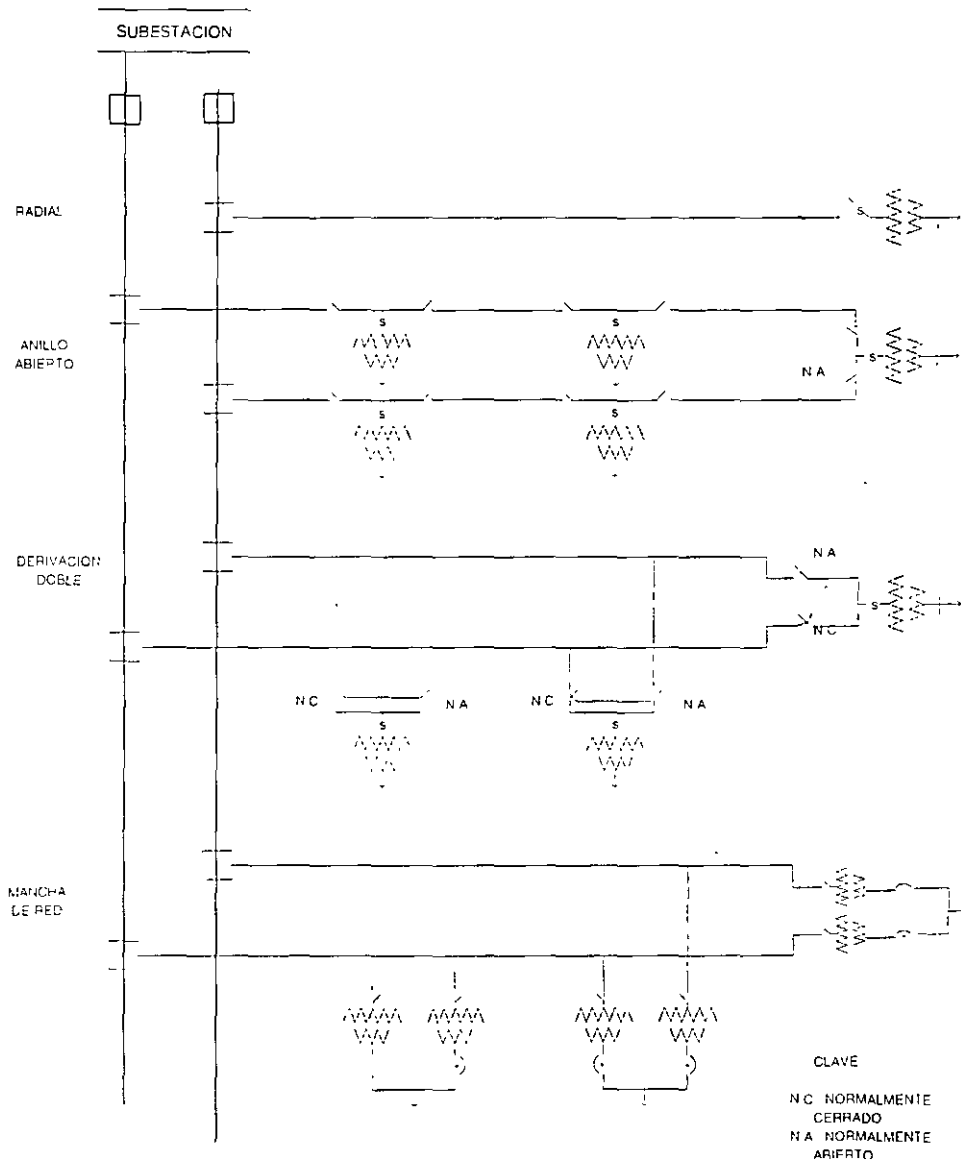 SUBESTACION
RADIAL
S
ANILLO
ABIERTO
S
S
N A
S
S
S
DERIVACION
DOBLE
N A
S
N C
N C
N A
N C
N A
S
S
MANCHA
DE RED
CLAVE
N C NORMALMENTE
CERRADO
N A NORMALMENTE
ABIERTO